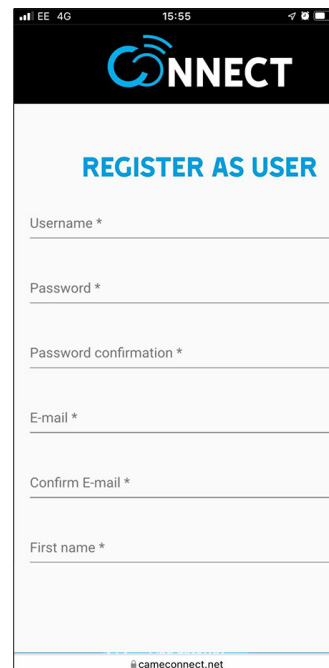 EE 4G 15:55
CONNECT
REGISTER AS USER
Username *
Password *
Password confirmation *
E-mail *
Confirm E-mail *
First name *
cameconnect.net